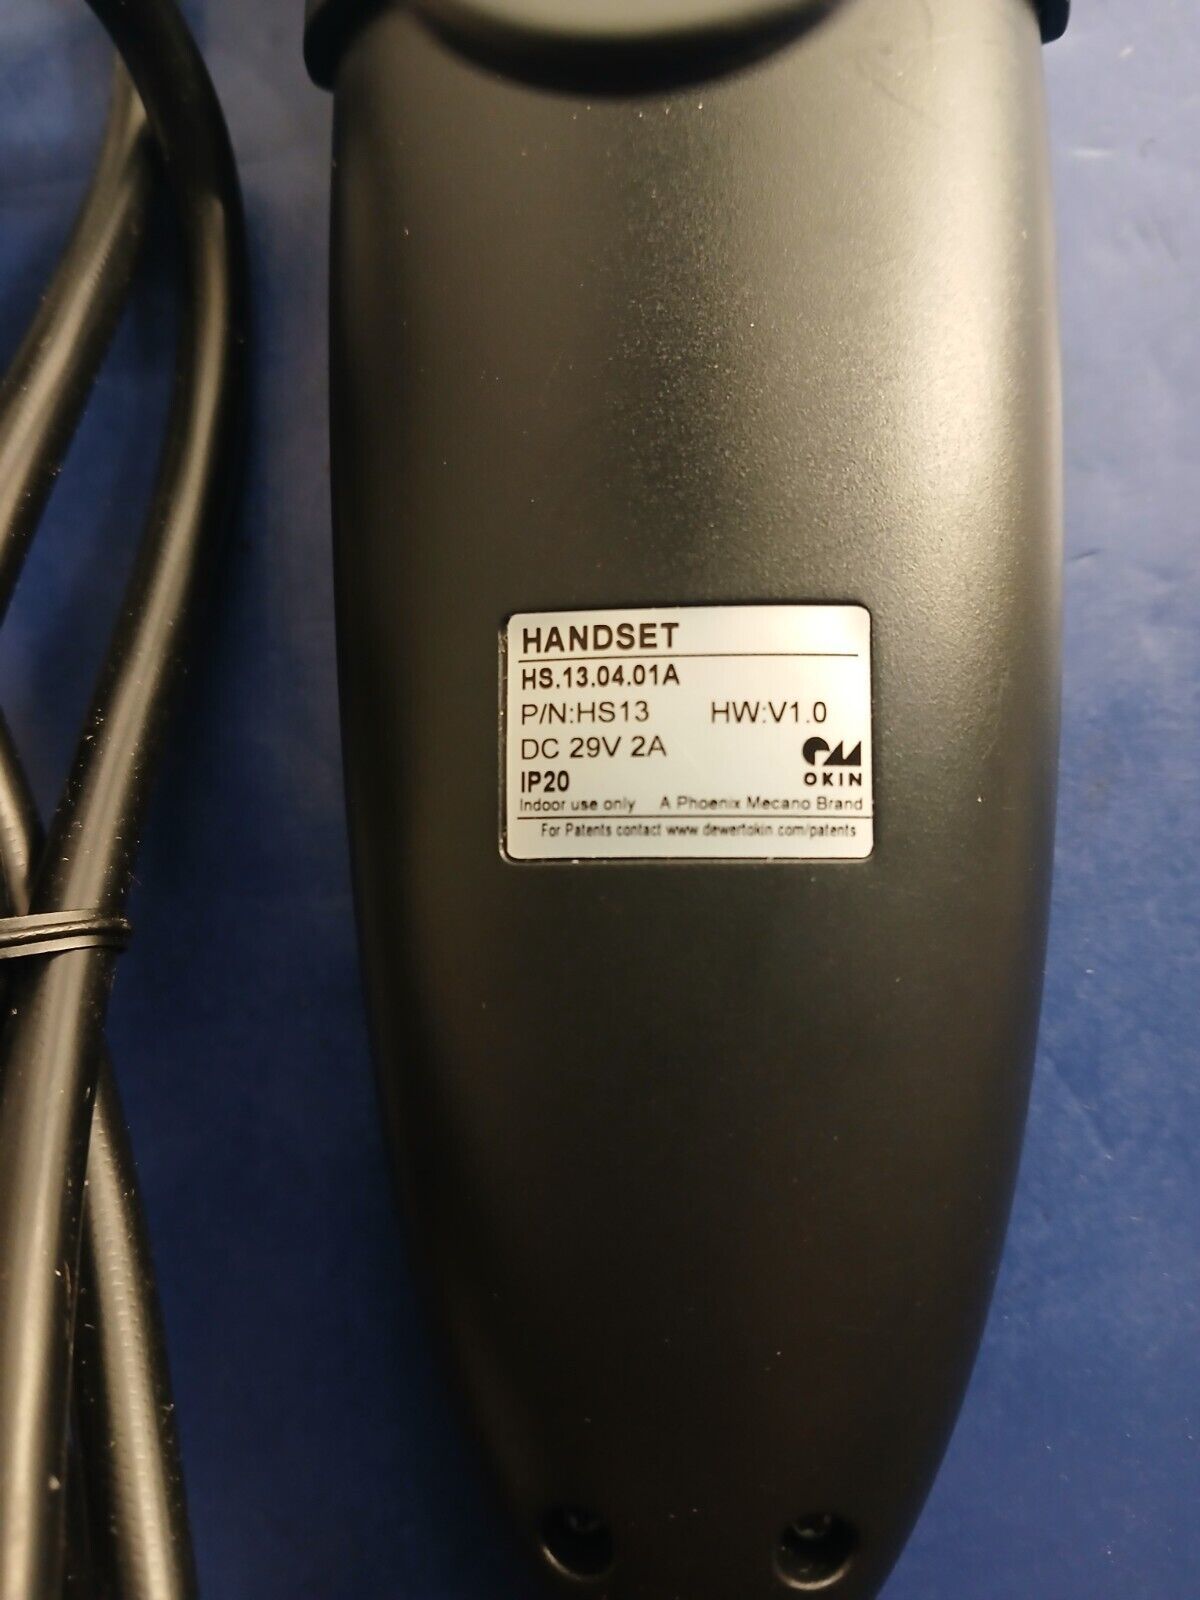 HANDSET
HS.13.04.01A
P/N:HS13 HW:V1.0
DC 29V 2A
IP20 OKIN
Indoor use only A Phoenix Mecano Brand
For Patents contact www.dewertokin.com/patents